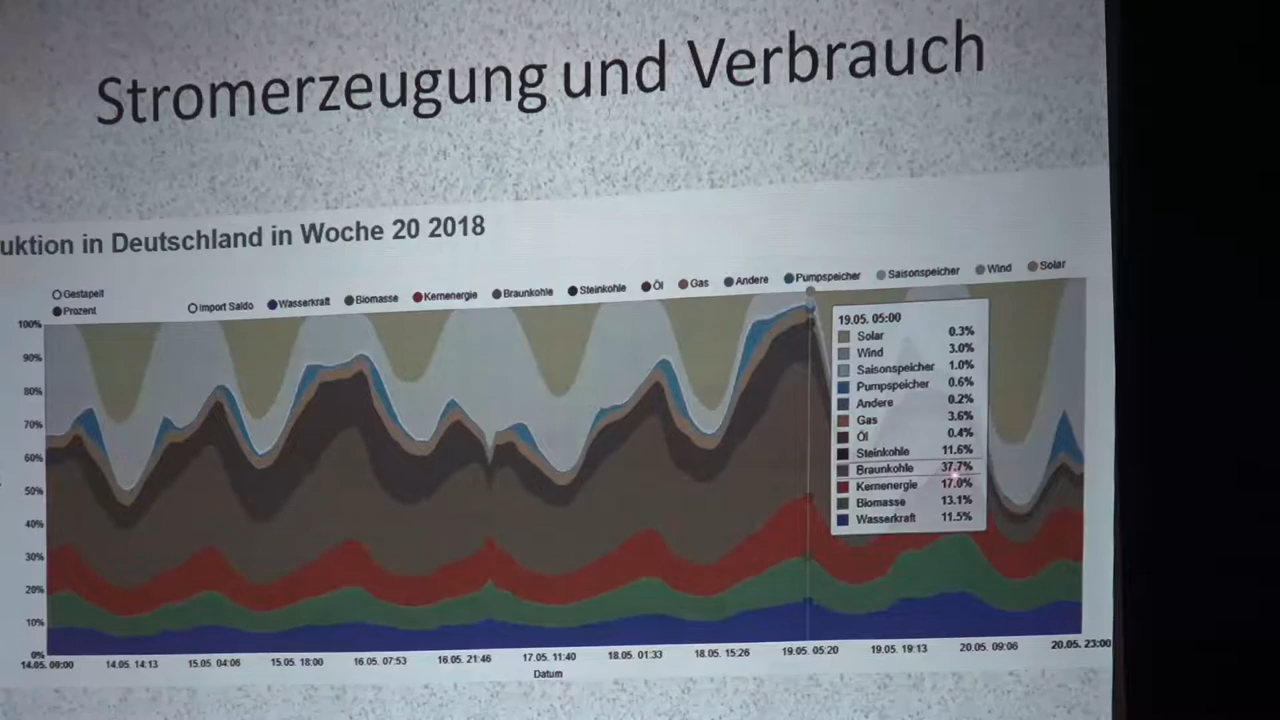 Stromerzeugung und Verbrauch
uktion in Deutschland in Woche 20 2018
Gestapelt
Prozent
Import Saldo Wasserkraft Biomasse Kernenergie Braunkohle Steinkohle Öl Gas Andere Pumpspeicher Saisonspeicher Wind Solar
100%
90%
80%
70%
60%
50%
40%
30%
20%
10%
0%
19.05. 05:00
Solar 0.3%
Wind 3.0%
Saisonspeicher 1.0%
Pumpspeicher 0.6%
Andere 0.2%
Gas 3.6%
Öl 0.4%
Steinkohle 11.6%
Braunkohle 37.7%
Kernenergie 17.0%
Biomasse 13.1%
Wasserkraft 11.5%
14.05. 00:00 14.05. 14:13 15.05. 04:06 15.05. 18:00 16.05. 07:53 16.05. 21:46 17.05. 11:40 18.05. 01:33 18.05. 15:26 19.05. 05:20 19.05. 19:13 20.05. 09:06 20.05. 23:00
Datum